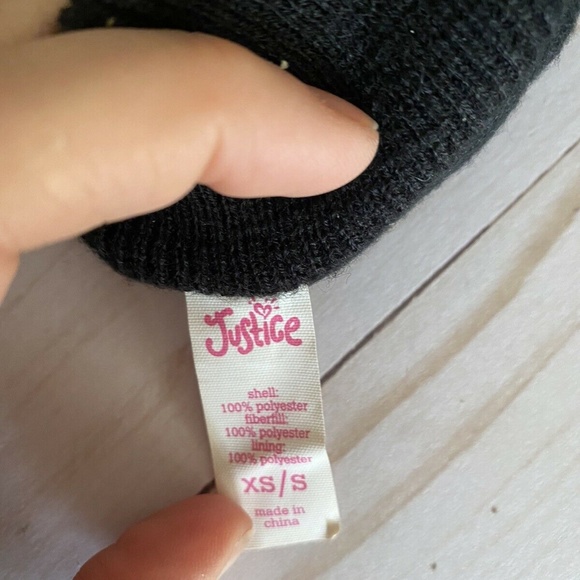 Justice
shell:
100% polyester
fiberfill:
100% polyester
lining:
100% polyester
XS/S
made in
china